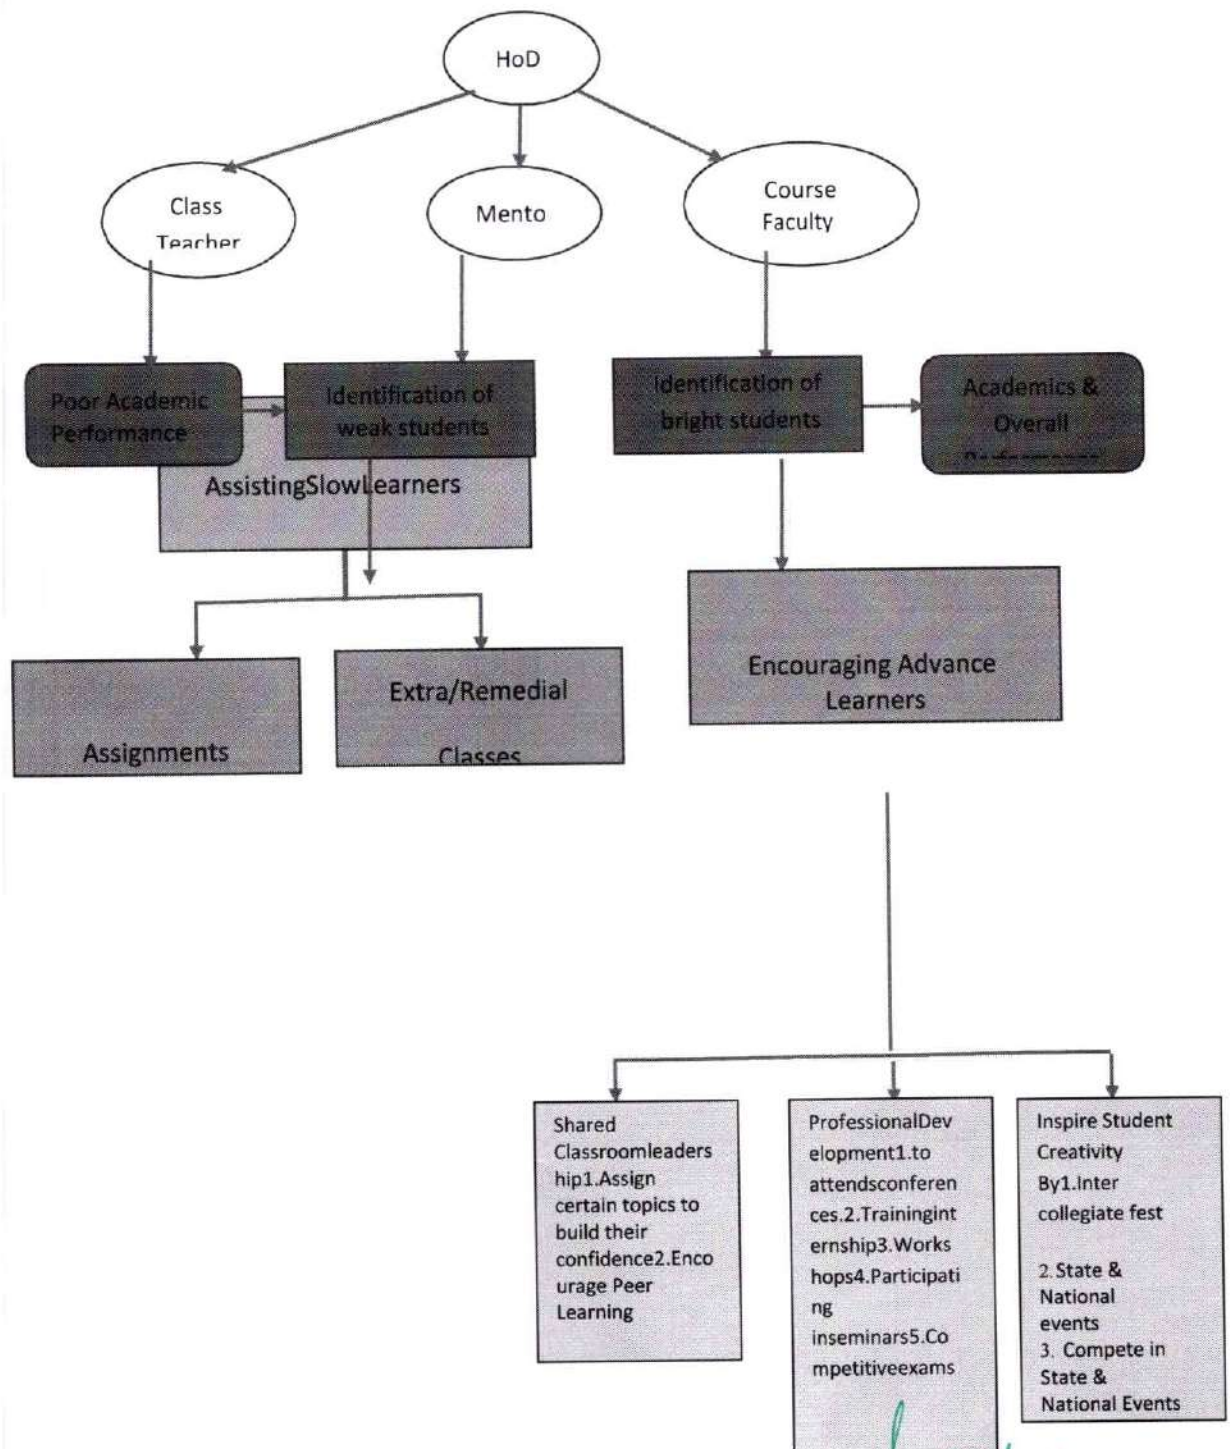 HoD
Class
Teacher
Mento
Course
Faculty
Poor Academic
Performance
Identification of
weak students
Identification of
bright students
Academics &
Overall
Performance
AssistingSlowLearners
Assignments
Extra/Remedial
Classes
Encouraging Advance
Learners
Shared
Classroomleaders
hip1.Assign
certain topics to
build their
confidence2.Enco
urage Peer
Learning
ProfessionalDev
elopment1.to
attendsconferen
ces.2.Trainingint
ernship3.Works
hops4.Participati
ng
inseminars5.Co
mpetitiveexams
Inspire Student
Creativity
By1.Inter
collegiate fest
2.State &
National
events
3. Compete in
State &
National Events